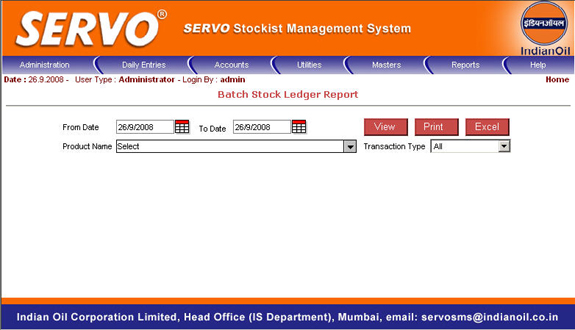 SERVO®
SERVO Stockist Management System
इंडियनऑयल
IndianOil
Administration Daily Entries Accounts Utilities Masters Reports Help
Date : 26.9.2008 - User Type : Administrator - Login By : admin Home
Batch Stock Ledger Report
From Date 26/9/2008 To Date 26/9/2008 View Print Excel
Product Name Select Transaction Type All
Indian Oil Corporation Limited, Head Office (IS Department), Mumbai, email: servosms@indianoil.co.in